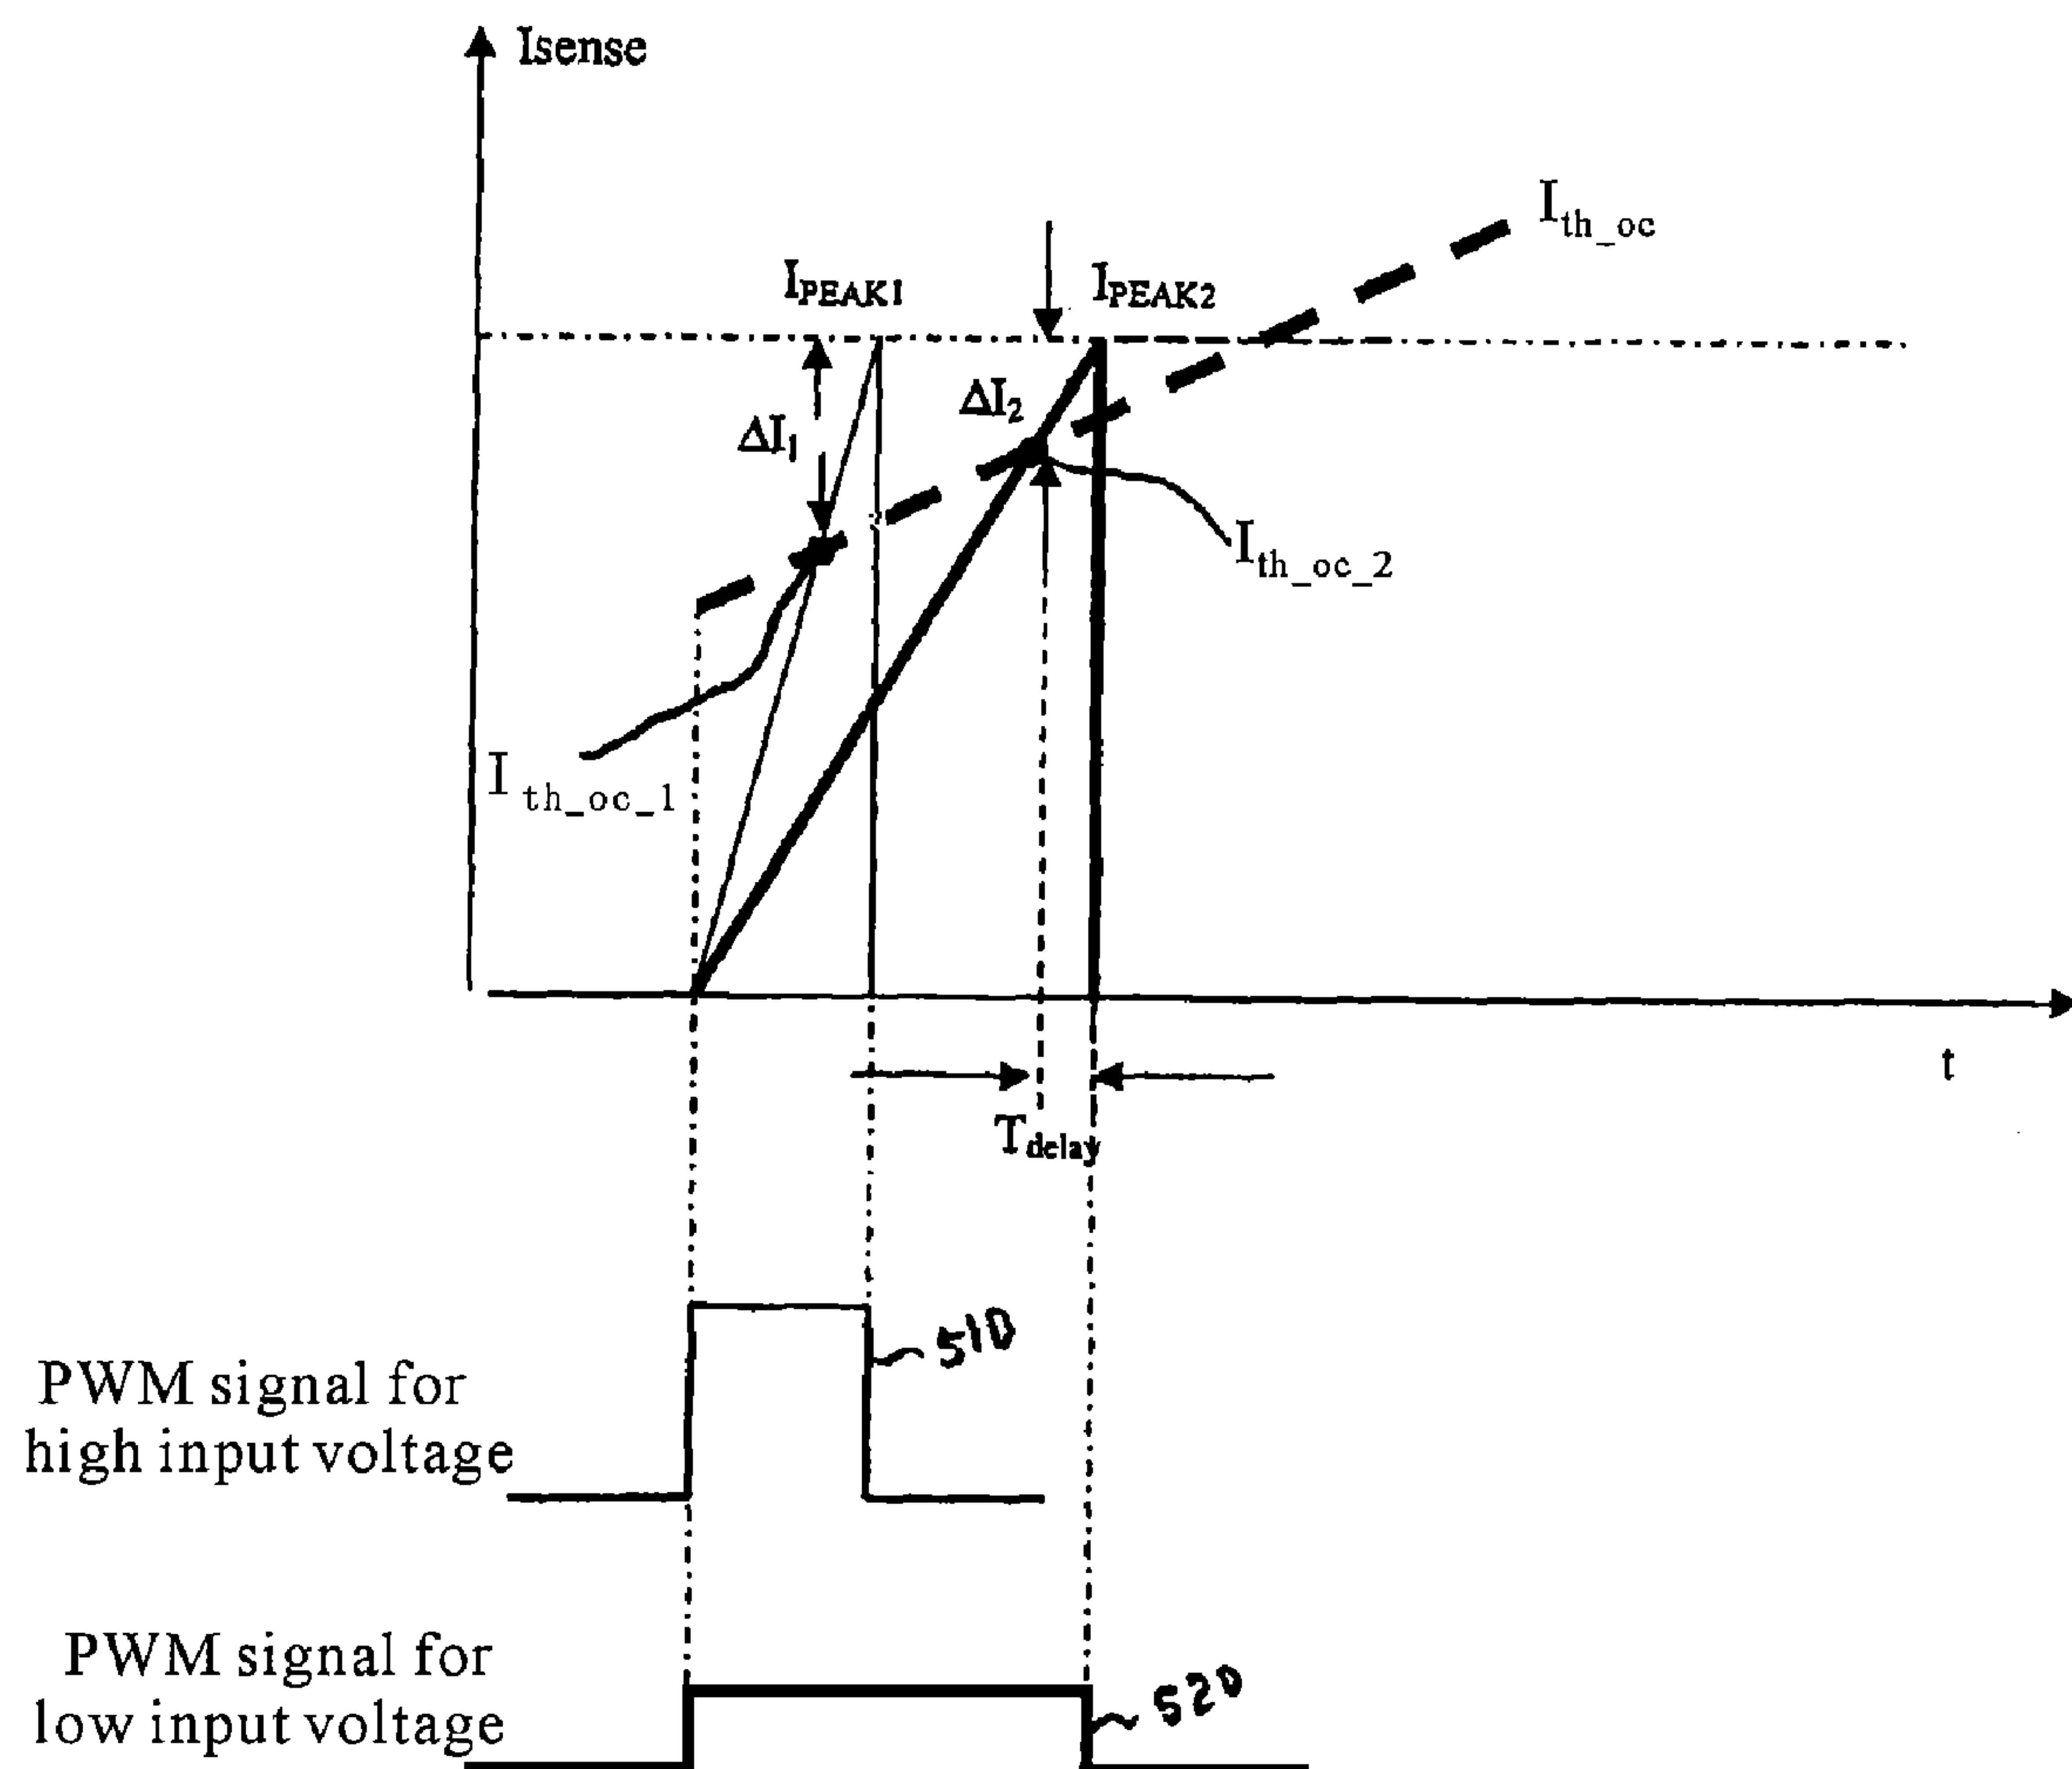 Isense
I_th_oc
I_PEAK1
I_PEAK2
ΔI_2
ΔI_1
I_th_oc_2
I_th_oc_1
t
T_delay
510
PWM signal for
high input voltage
520
PWM signal for
low input voltage